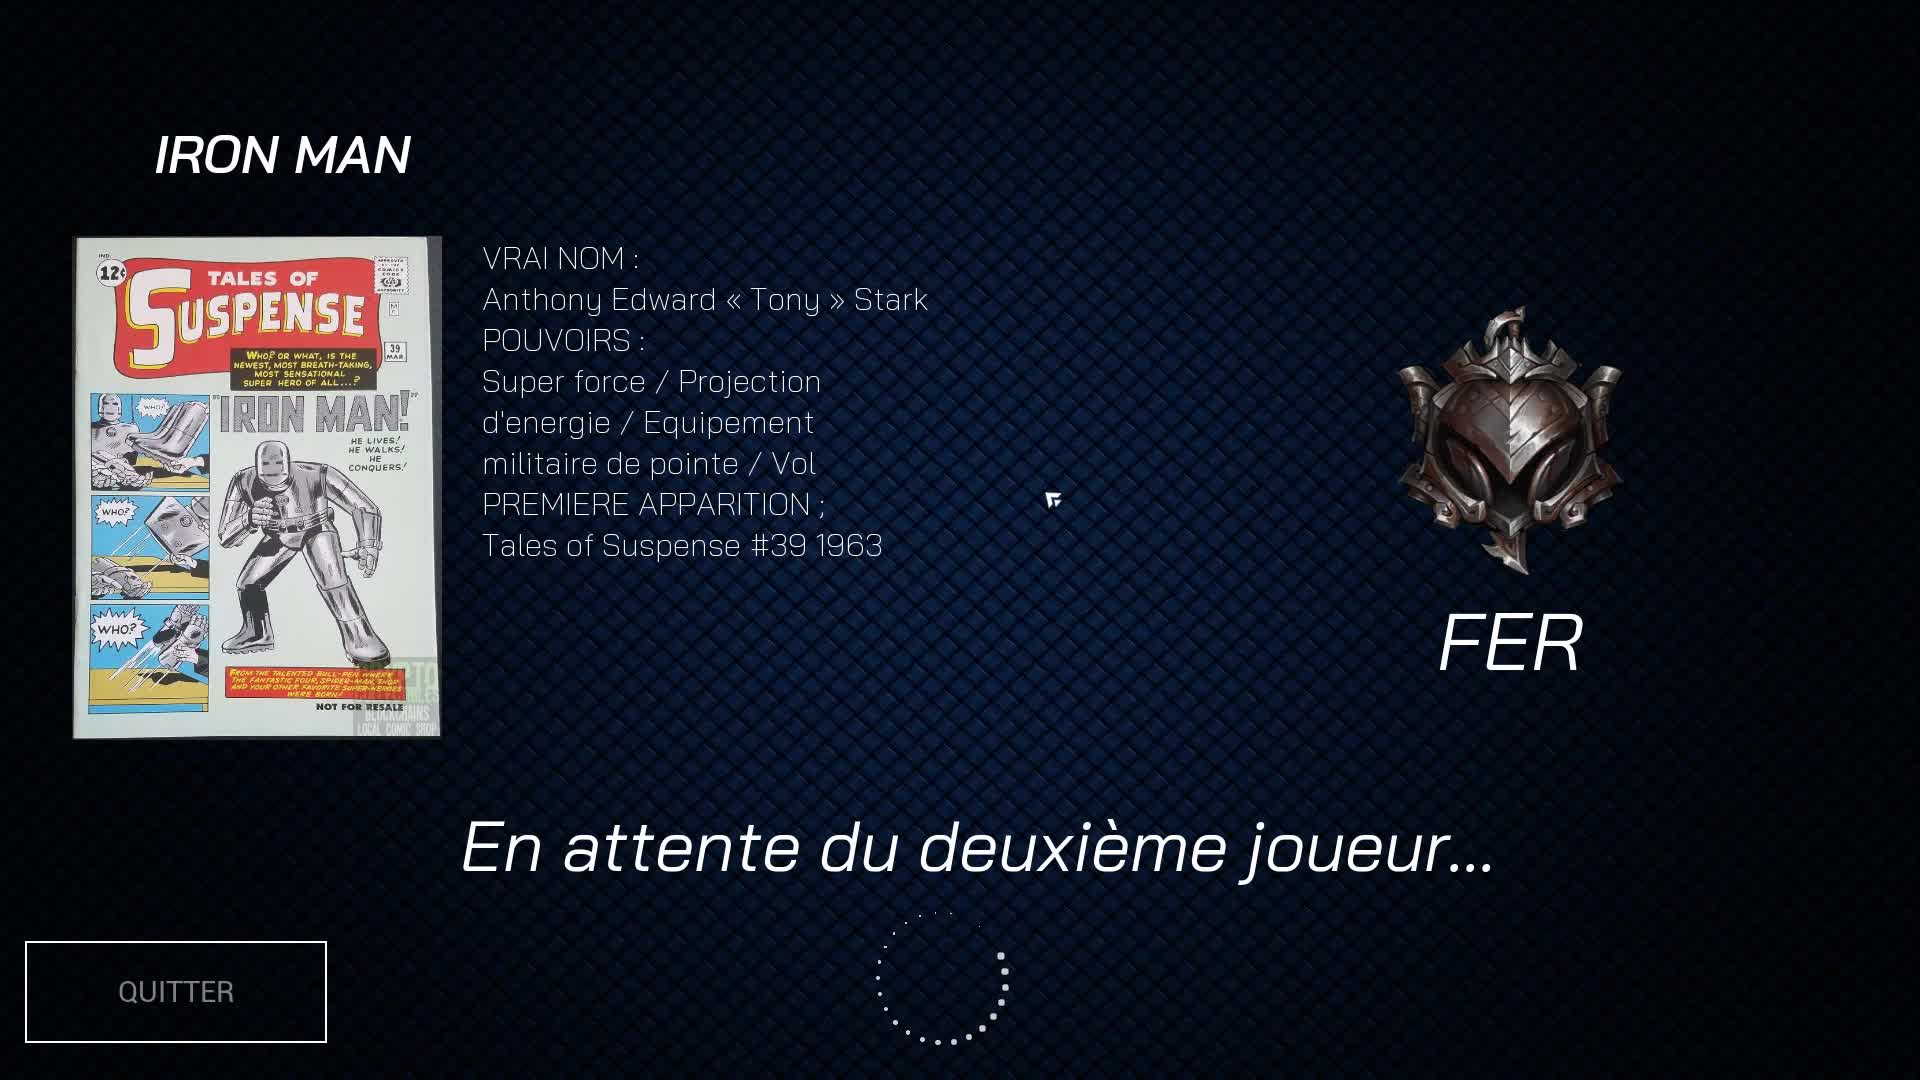 IRON MAN
IND.
12¢
TALES OF
SUSPENSE
APPROVED
BY THE
COMICS
CODE
AUTHORITY
39
MAR.
WHO? OR WHAT, IS THE
NEWEST, MOST BREATH-TAKING,
MOST SENSATIONAL
SUPER HERO OF ALL...?
"IRON MAN!"
HE LIVES!
HE WALKS!
HE
CONQUERS!
WHO?
WHO?
WHO?
FROM THE TALENTED BULL-PEN WHERE
THE FANTASTIC FOUR, SPIDER-MAN, THOR
AND YOUR OTHER FAVORITE SUPER-HEROES
WERE BORN!
NOT FOR RESALE
BLOCKCHAINS
LOCAL COMIC SHOP
VRAI NOM :
Anthony Edward « Tony » Stark
POUVOIRS :
Super force / Projection
d'energie / Equipement
militaire de pointe / Vol
PREMIERE APPARITION ;
Tales of Suspense #39 1963
FER
En attente du deuxième joueur...
QUITTER